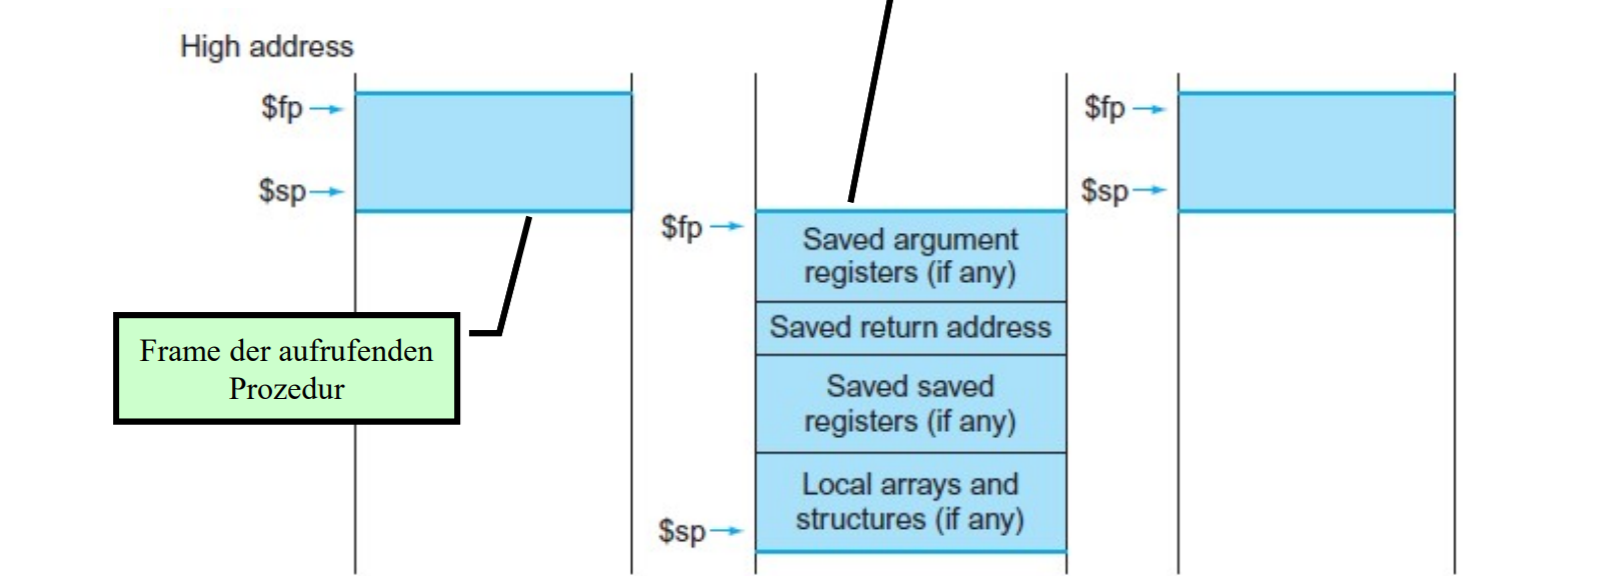 High address
$fp
$sp
Frame der aufrufenden
Prozedur
$fp
Saved argument
registers (if any)
Saved return address
Saved saved
registers (if any)
Local arrays and
structures (if any)
$sp
$fp
$sp